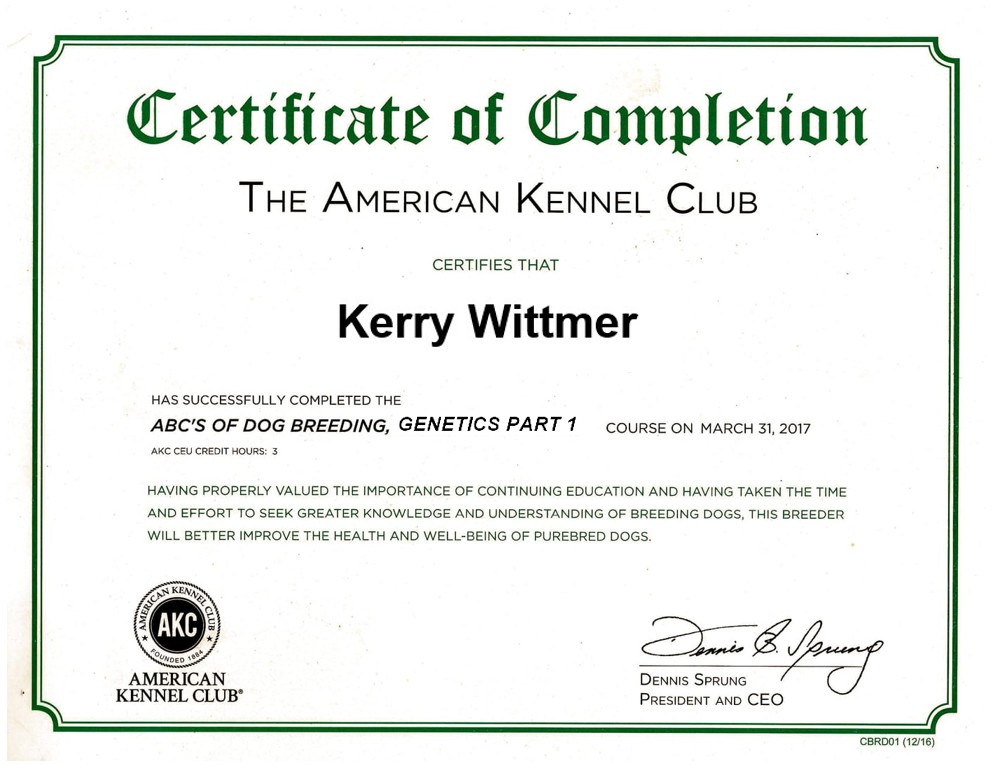 Certificate of Completion
THE AMERICAN KENNEL CLUB
CERTIFIES THAT
Kerry Wittmer
HAS SUCCESSFULLY COMPLETED THE
ABC'S OF DOG BREEDING, GENETICS PART 1 COURSE ON MARCH 31, 2017
AKC CEU CREDIT HOURS: 3
HAVING PROPERLY VALUED THE IMPORTANCE OF CONTINUING EDUCATION AND HAVING TAKEN THE TIME
AND EFFORT TO SEEK GREATER KNOWLEDGE AND UNDERSTANDING OF BREEDING DOGS, THIS BREEDER
WILL BETTER IMPROVE THE HEALTH AND WELL-BEING OF PUREBRED DOGS.
AMERICAN KENNEL CLUB
AKC
FOUNDED 1884
AMERICAN
KENNEL CLUB®
Dennis B. Sprung
DENNIS SPRUNG
PRESIDENT AND CEO
CBRD01 (12/16)